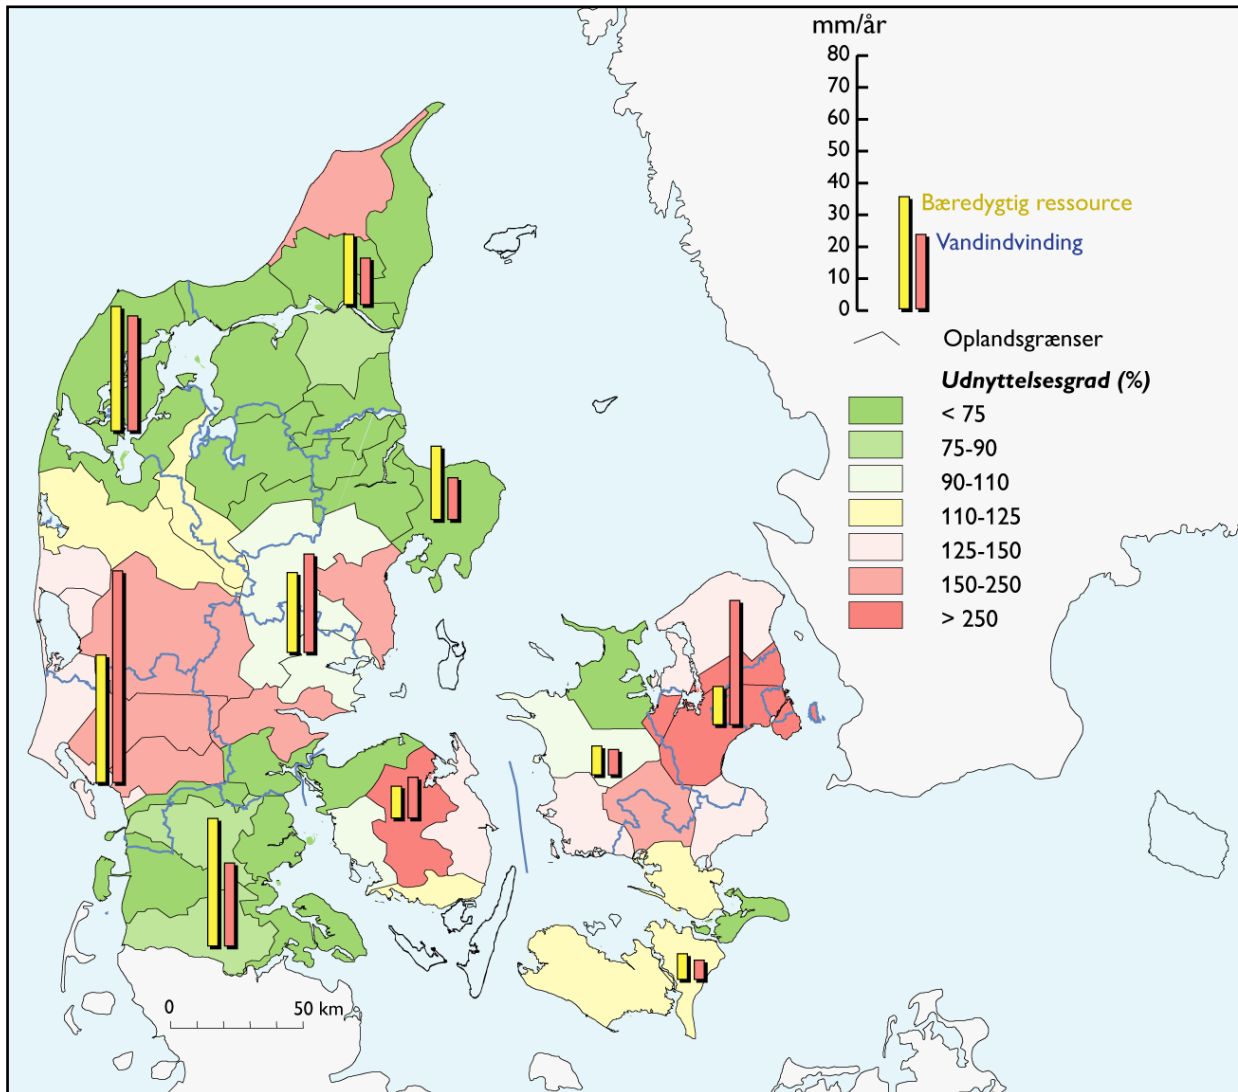 mm/år
80
70
60
50
40
30
20
10
0
Bæredygtig ressource
Vandindvinding
Oplandsgrænser
Udnyttelsesgrad (%)
< 75
75-90
90-110
110-125
125-150
150-250
> 250
0 50 km